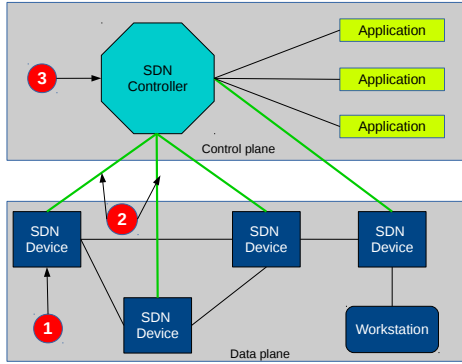 Application
SDN
Controller
3
Application
Application
Control plane
2
SDN
Device
SDN
Device
SDN
Device
1
SDN
Device
Workstation
Data plane